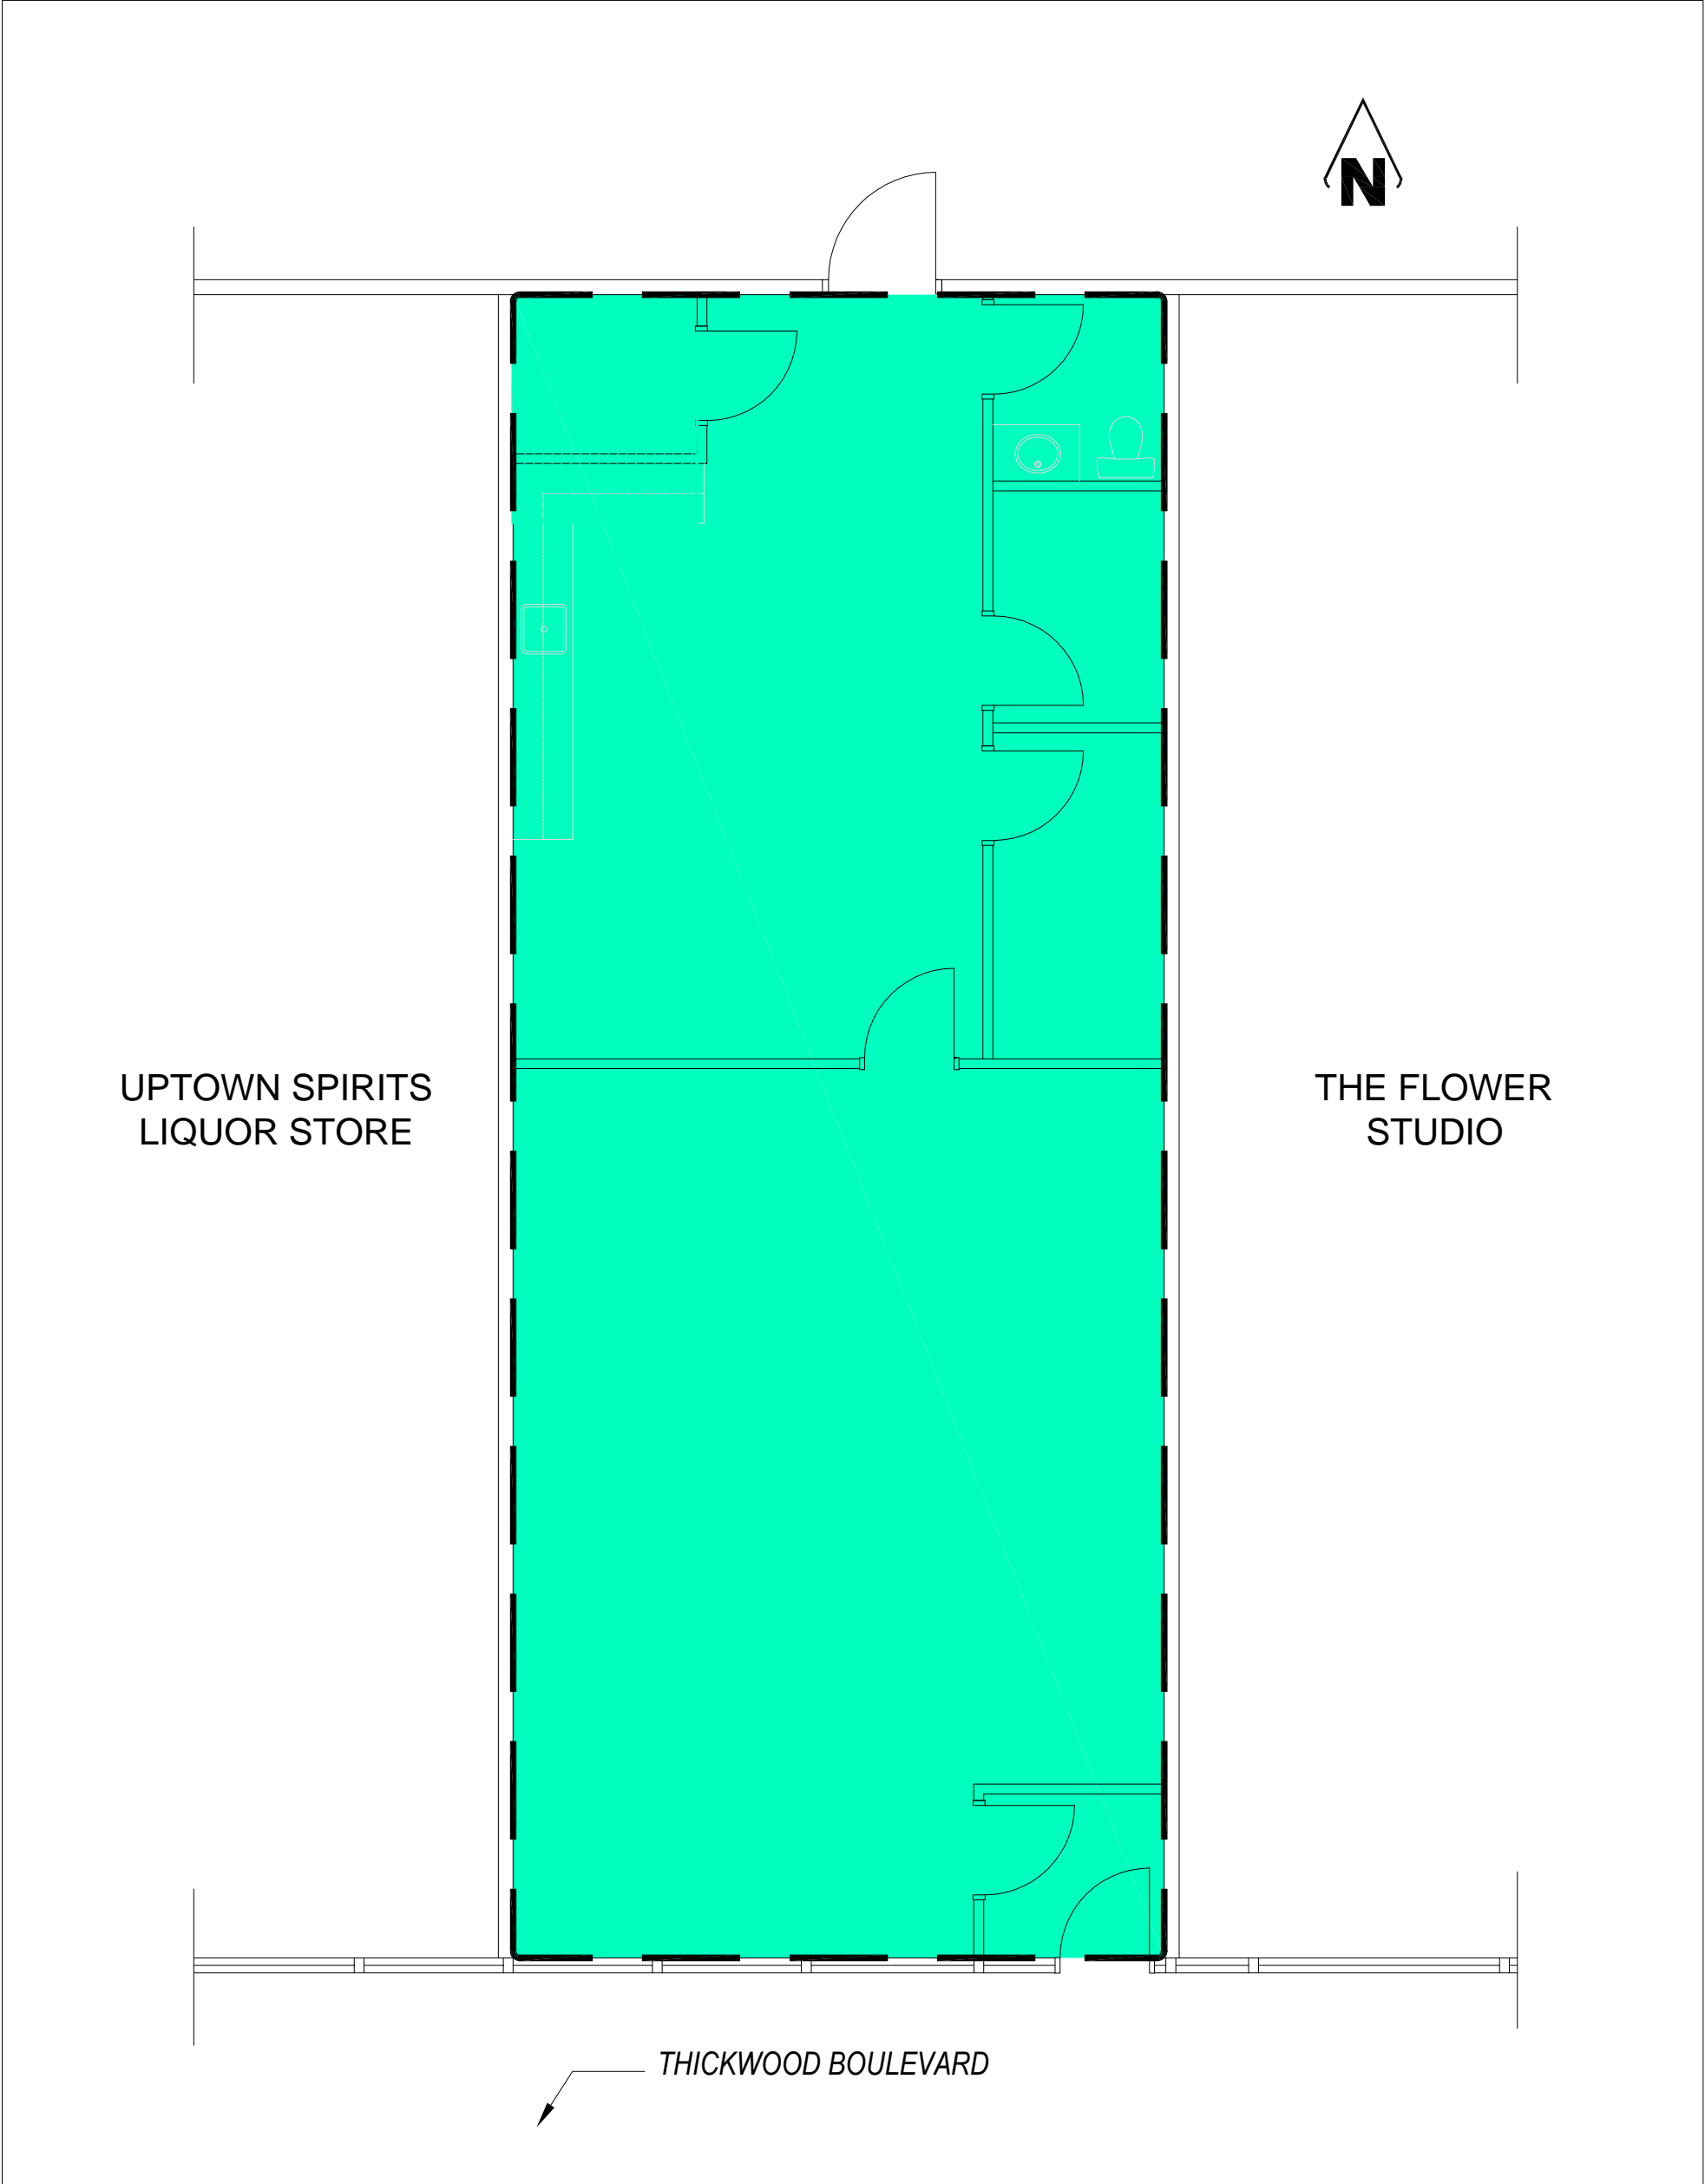 N
UPTOWN SPIRITS
LIQUOR STORE
THE FLOWER
STUDIO
THICKWOOD BOULEVARD